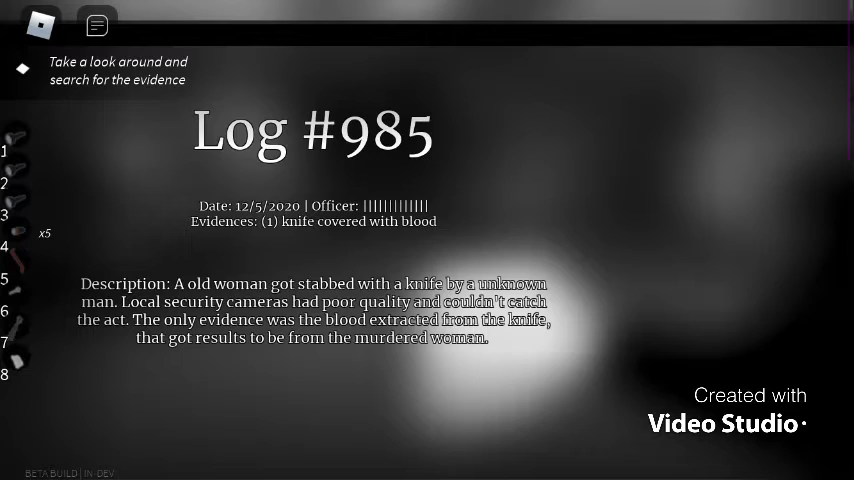 Take a look around and
search for the evidence
Log #985
Date: 12/5/2020 | Officer: |||||||||||||
Evidences: (1) knife covered with blood
Description: A old woman got stabbed with a knife by a unknown
man. Local security cameras had poor quality and couldn't catch
the act. The only evidence was the blood extracted from the knife,
that got results to be from the murdered woman.
1
2
3
x5
4
5
6
7
8
Created with
Video Studio
BETA BUILD | IN-DEV